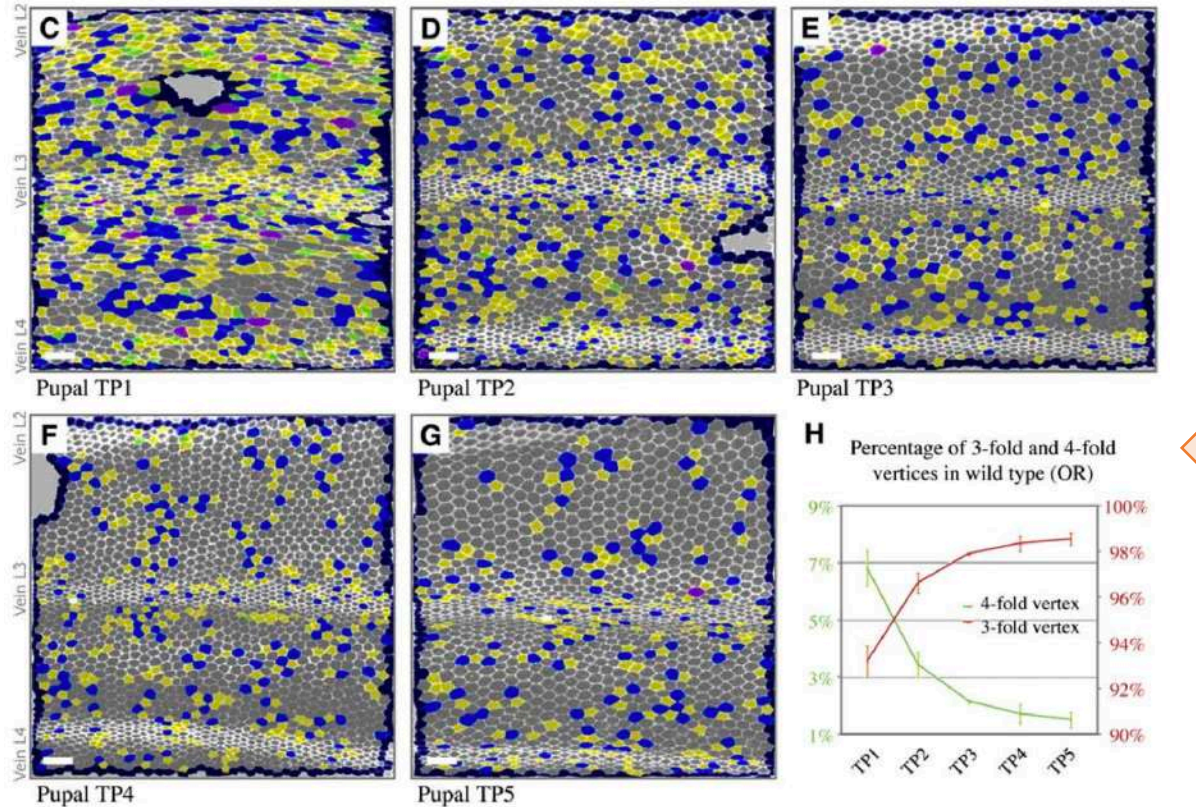 C
D
E
Vein L2
Vein L3
Vein L4
Pupal TP1
Pupal TP2
Pupal TP3
F
G
H
Vein L2
Vein L3
Vein L4
Pupal TP4
Pupal TP5
Percentage of 3-fold and 4-fold
vertices in wild type (OR)
9%
7%
5%
3%
1%
100%
98%
96%
94%
92%
90%
4-fold vertex
3-fold vertex
TP1
TP2
TP3
TP4
TP5